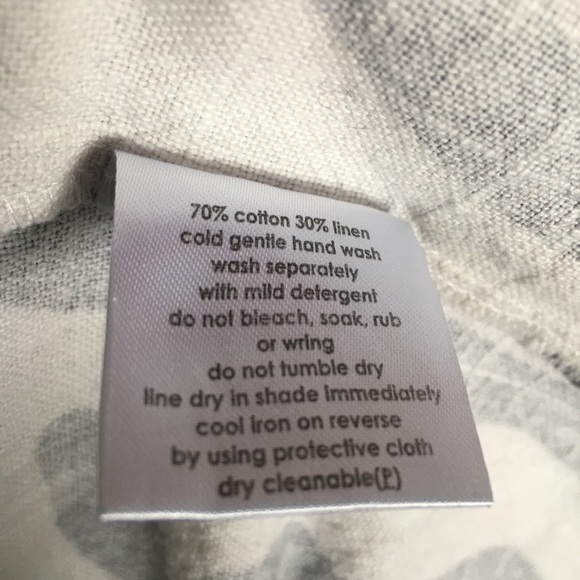 70% cotton 30% linen
cold gentle hand wash
wash separately
with mild detergent
do not bleach, soak, rub
or wring
do not tumble dry
line dry in shade immediately
cool iron on reverse
by using protective cloth
dry cleanable(P)